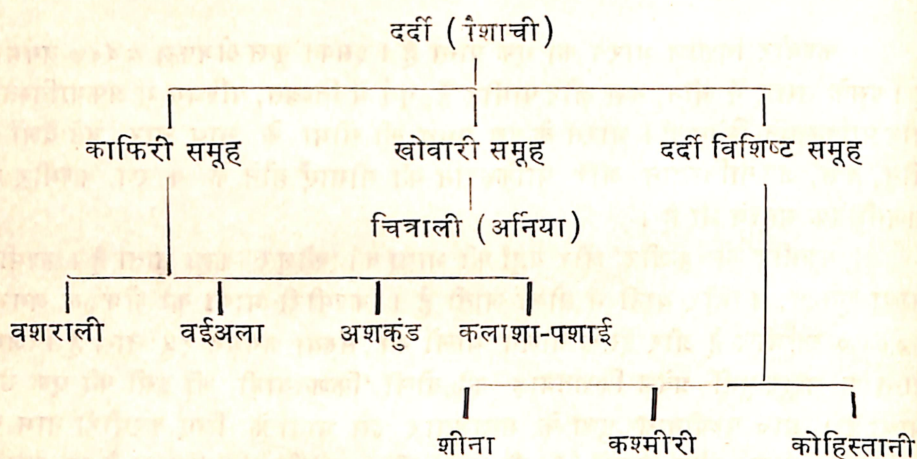 दर्दी (पैशाची)
काफिरी समूह खोवारी समूह दर्दी विशिष्ट समूह
चित्राली (अर्निया)
वशराली वईअला अशकुंड कलाशा-पशाई
शीना कश्मीरी कोहिस्तानी